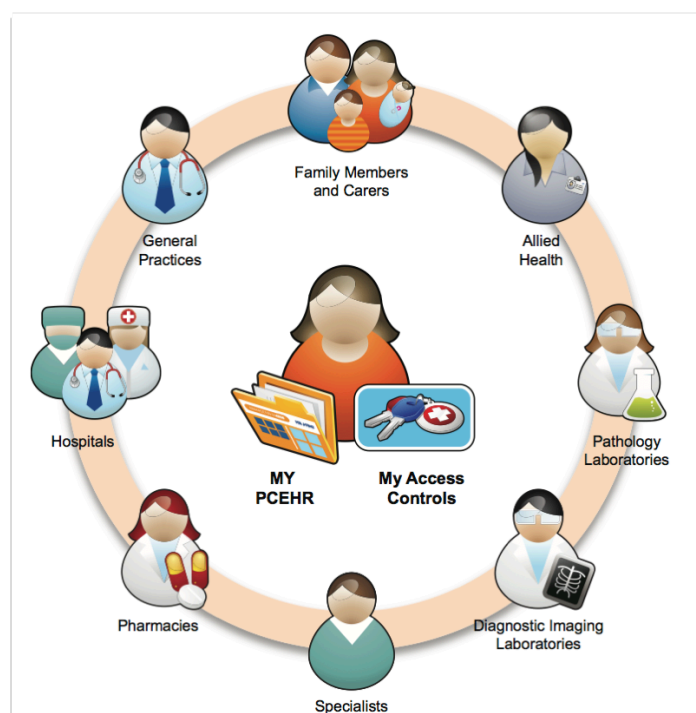 Family Members
and Carers
General
Practices
Allied
Health
Hospitals
Pathology
Laboratories
MY
PCEHR
My Access
Controls
Pharmacies
Diagnostic Imaging
Laboratories
Specialists